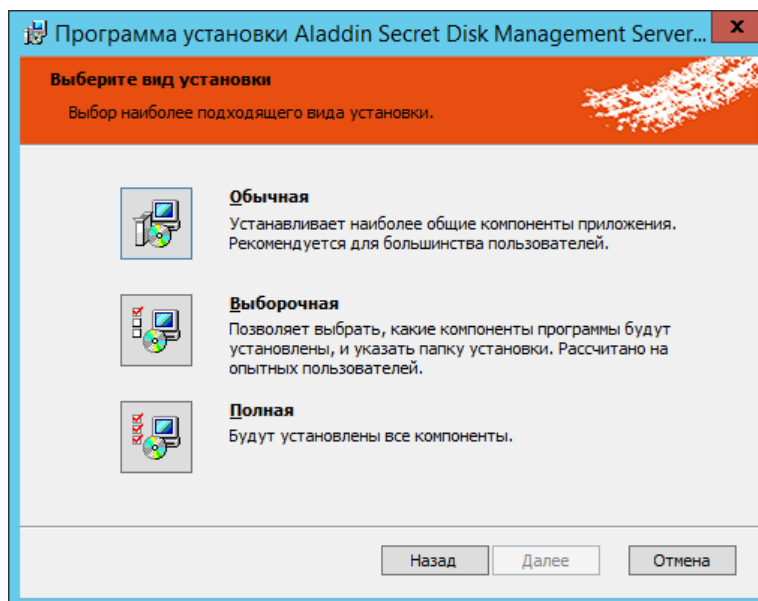 Программа установки Aladdin Secret Disk Management Server...
Выберите вид установки
Выбор наиболее подходящего вида установки.
Обычная
Устанавливает наиболее общие компоненты приложения.
Рекомендуется для большинства пользователей.
Выборочная
Позволяет выбрать, какие компоненты программы будут
установлены, и указать папку установки. Рассчитано на
опытных пользователей.
Полная
Будут установлены все компоненты.
Назад
Далее
Отмена